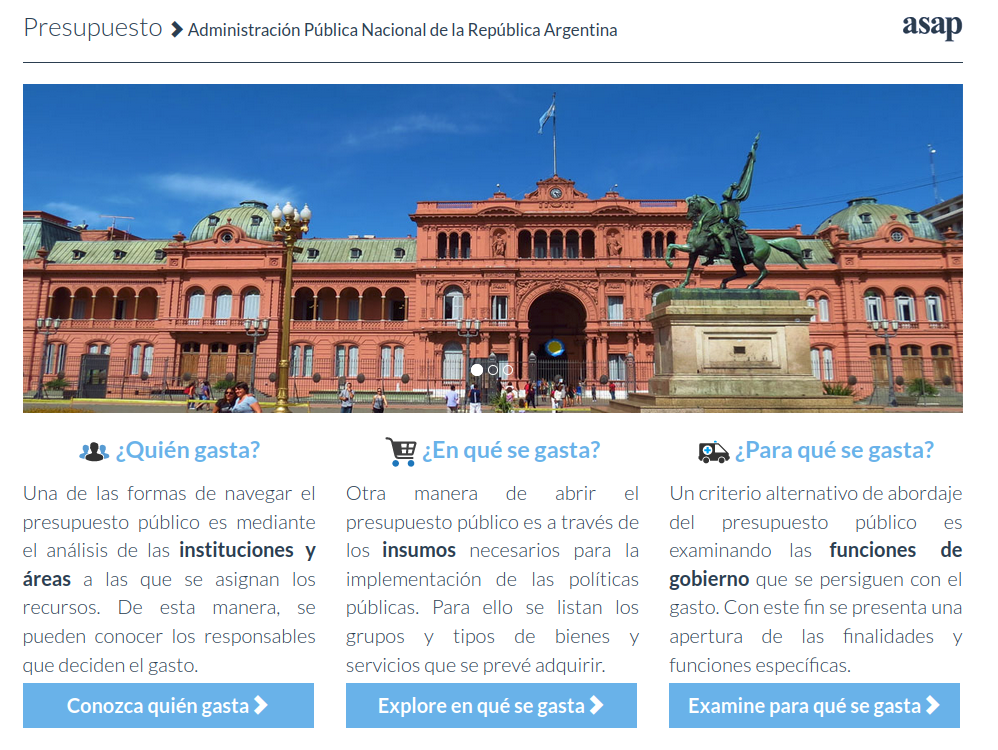 Presupuesto Administración Pública Nacional de la República Argentina
asap
¿Quién gasta?
Una de las formas de navegar el
presupuesto público es mediante
el análisis de las instituciones y
áreas a las que se asignan los
recursos. De esta manera, se
pueden conocer los responsables
que deciden el gasto.
Conozca quién gasta
¿En qué se gasta?
Otra manera de abrir el
presupuesto público es a través de
los insumos necesarios para la
implementación de las políticas
públicas. Para ello se listan los
grupos y tipos de bienes y
servicios que se prevé adquirir.
Explore en qué se gasta
¿Para qué se gasta?
Un criterio alternativo de abordaje
del presupuesto público es
examinando las funciones de
gobierno que se persiguen con el
gasto. Con este fin se presenta una
apertura de las finalidades y
funciones específicas.
Examine para qué se gasta